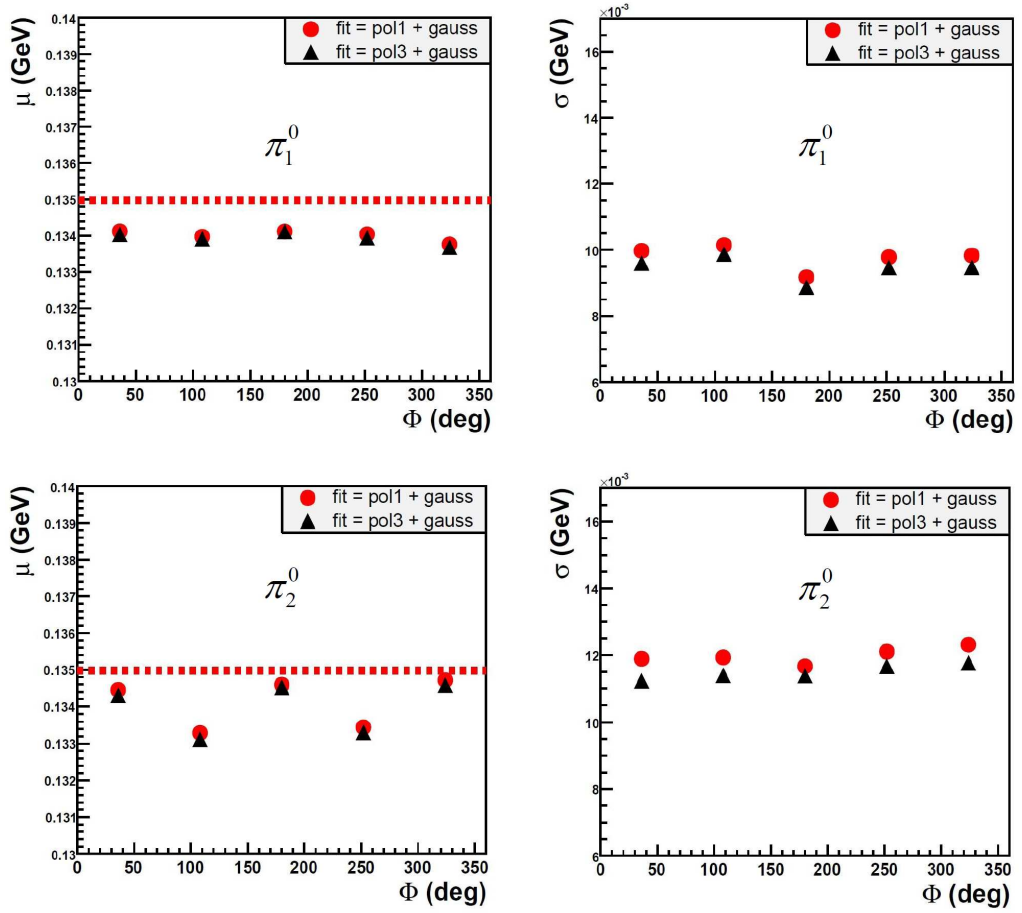 μ (GeV)
0.14
0.139
0.138
0.137
0.136
0.135
0.134
0.133
0.132
0.131
0.13
fit = pol1 + gauss
fit = pol3 + gauss
π₁⁰
0 50 100 150 200 250 300 350
Φ (deg)
×10⁻³
σ (GeV)
16
14
12
10
8
6
fit = pol1 + gauss
fit = pol3 + gauss
π₁⁰
0 50 100 150 200 250 300 350
Φ (deg)
μ (GeV)
0.14
0.139
0.138
0.137
0.136
0.135
0.134
0.133
0.132
0.131
0.13
fit = pol1 + gauss
fit = pol3 + gauss
π₂⁰
0 50 100 150 200 250 300 350
Φ (deg)
×10⁻³
σ (GeV)
16
14
12
10
8
6
fit = pol1 + gauss
fit = pol3 + gauss
π₂⁰
0 50 100 150 200 250 300 350
Φ (deg)